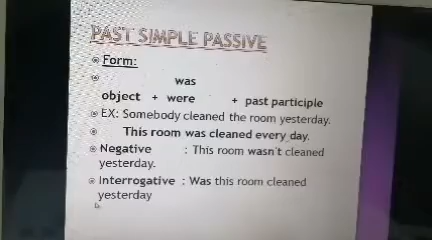 PAST SIMPLE PASSIVE
Form:
was
object + were + past participle
EX: Somebody cleaned the room yesterday.
This room was cleaned every day.
Negative : This room wasn't cleaned
yesterday.
Interrogative : Was this room cleaned
yesterday